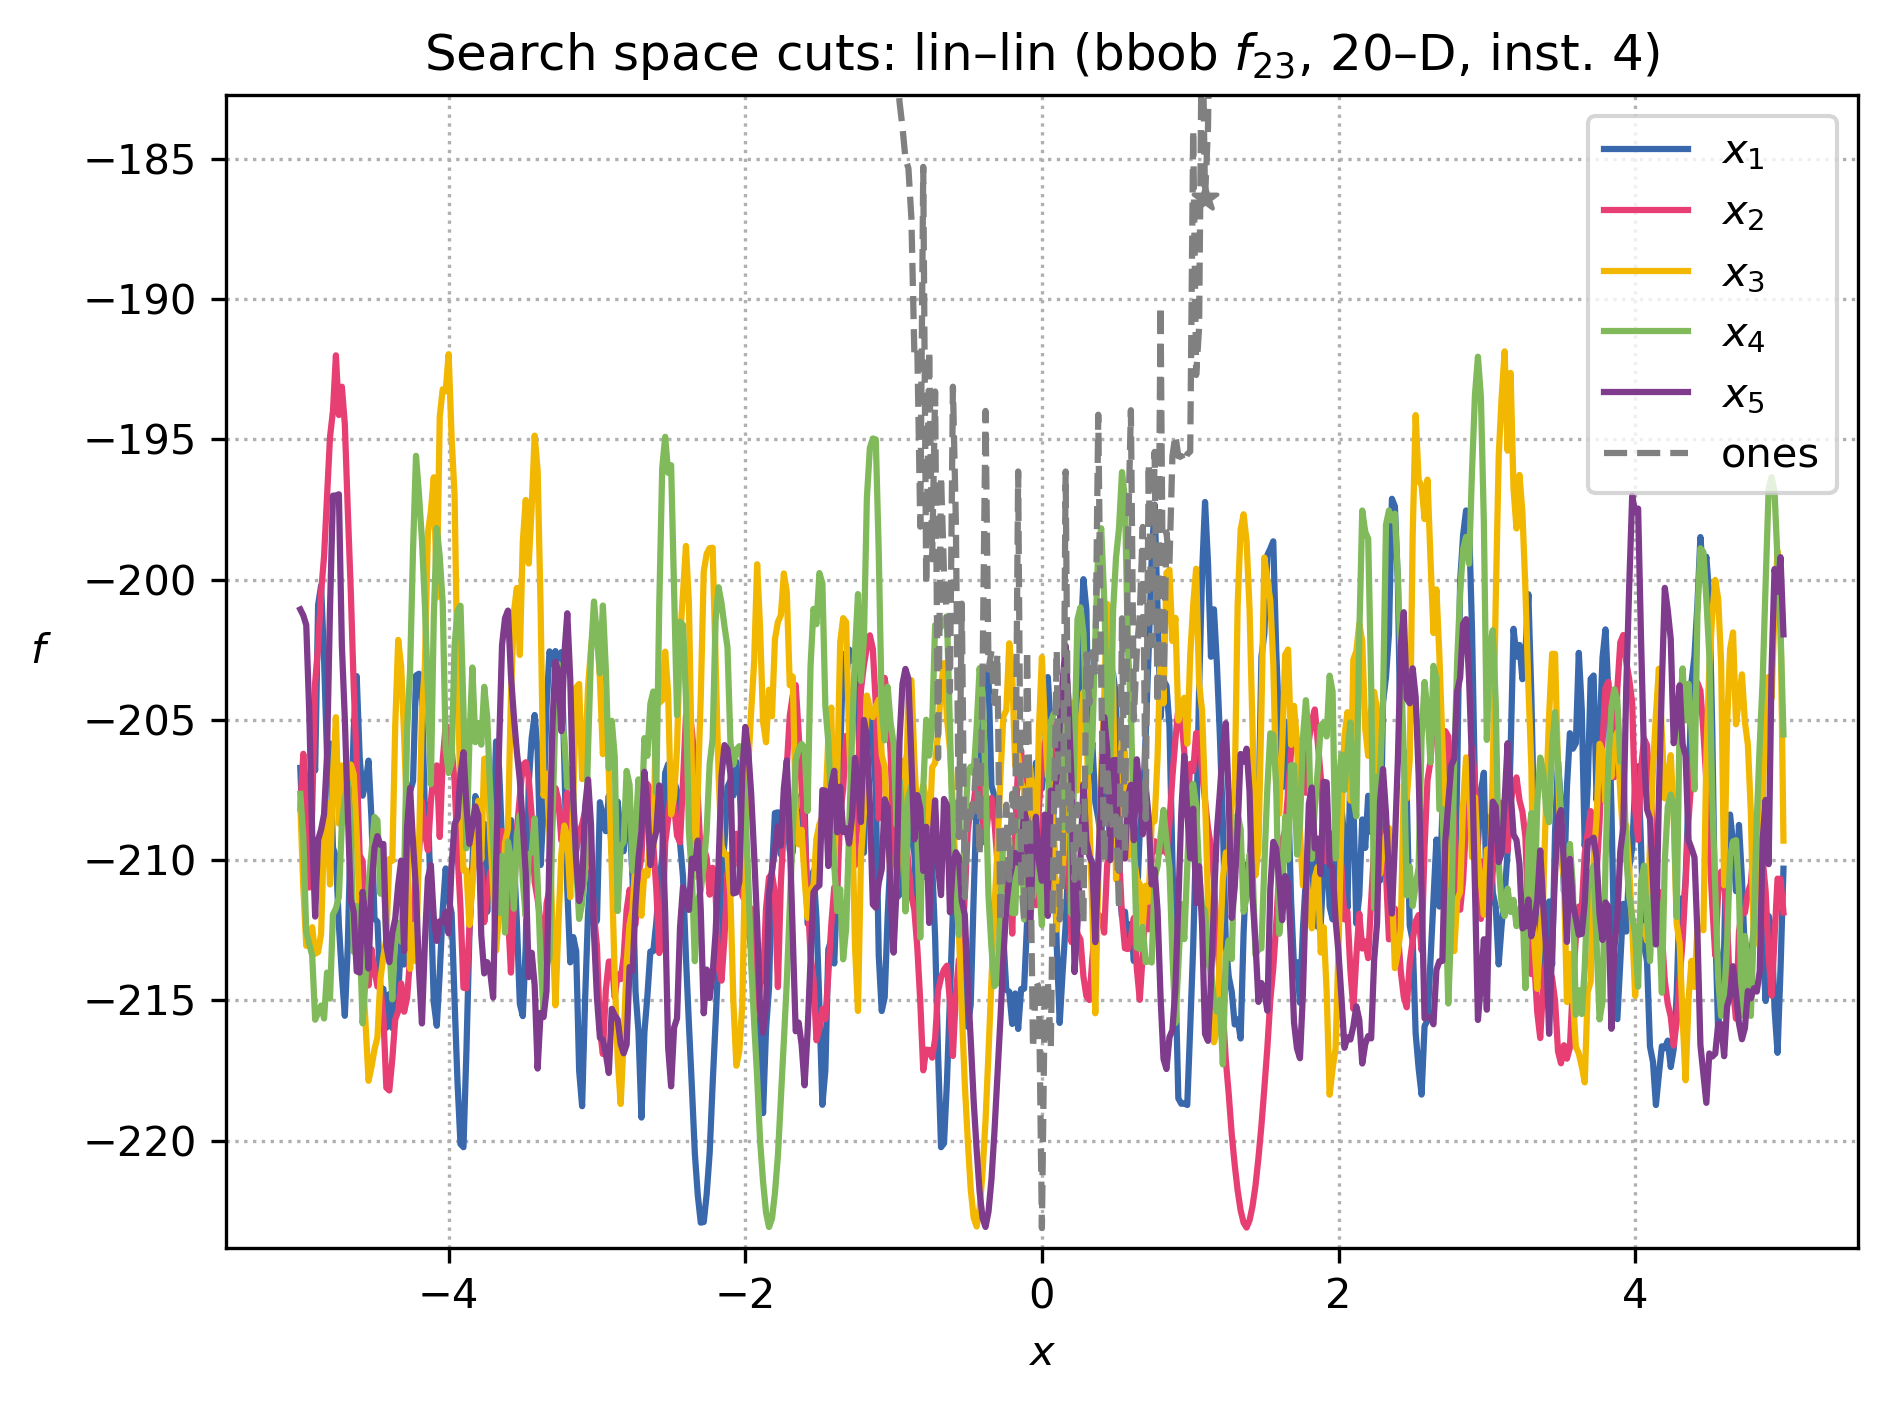 Search space cuts: lin–lin (bbob f₂₃, 20–D, inst. 4)
−185
−190
−195
−200
−205
−210
−215
−220
f
−4
−2
0
2
4
x
x₁
x₂
x₃
x₄
x₅
ones